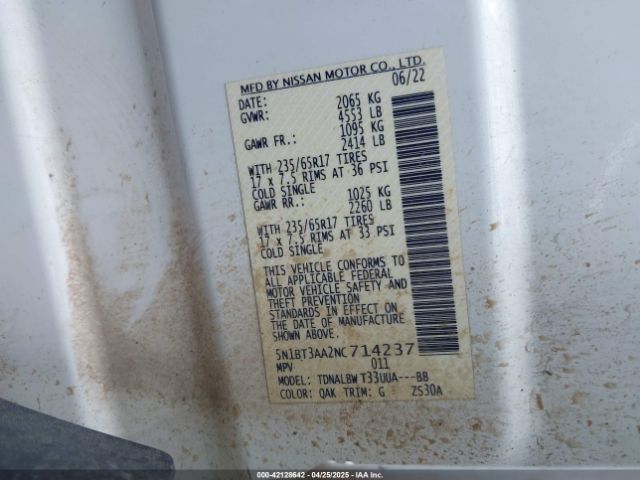 MFD BY NISSAN MOTOR CO., LTD.
DATE: 06/22
GVWR: 2065 KG
4553 LB
GAWR FR.: 1095 KG
2414 LB
WITH 235/65R17 TIRES
17 x 7.5 RIMS AT 36 PSI
COLD SINGLE
GAWR RR.: 1025 KG
2260 LB
WITH 235/65R17 TIRES
17 x 7.5 RIMS AT 33 PSI
COLD SINGLE
THIS VEHICLE CONFORMS TO
ALL APPLICABLE FEDERAL
MOTOR VEHICLE SAFETY AND
THEFT PREVENTION
STANDARDS IN EFFECT ON
THE DATE OF MANUFACTURE
SHOWN ABOVE.
5N1BT3AA2NC714237
MPV 011
MODEL: TDNALBW T33UUA---BB
COLOR: QAK TRIM: G ZS30A
000-42128642 - 04/25/2025 - IAAI.COM